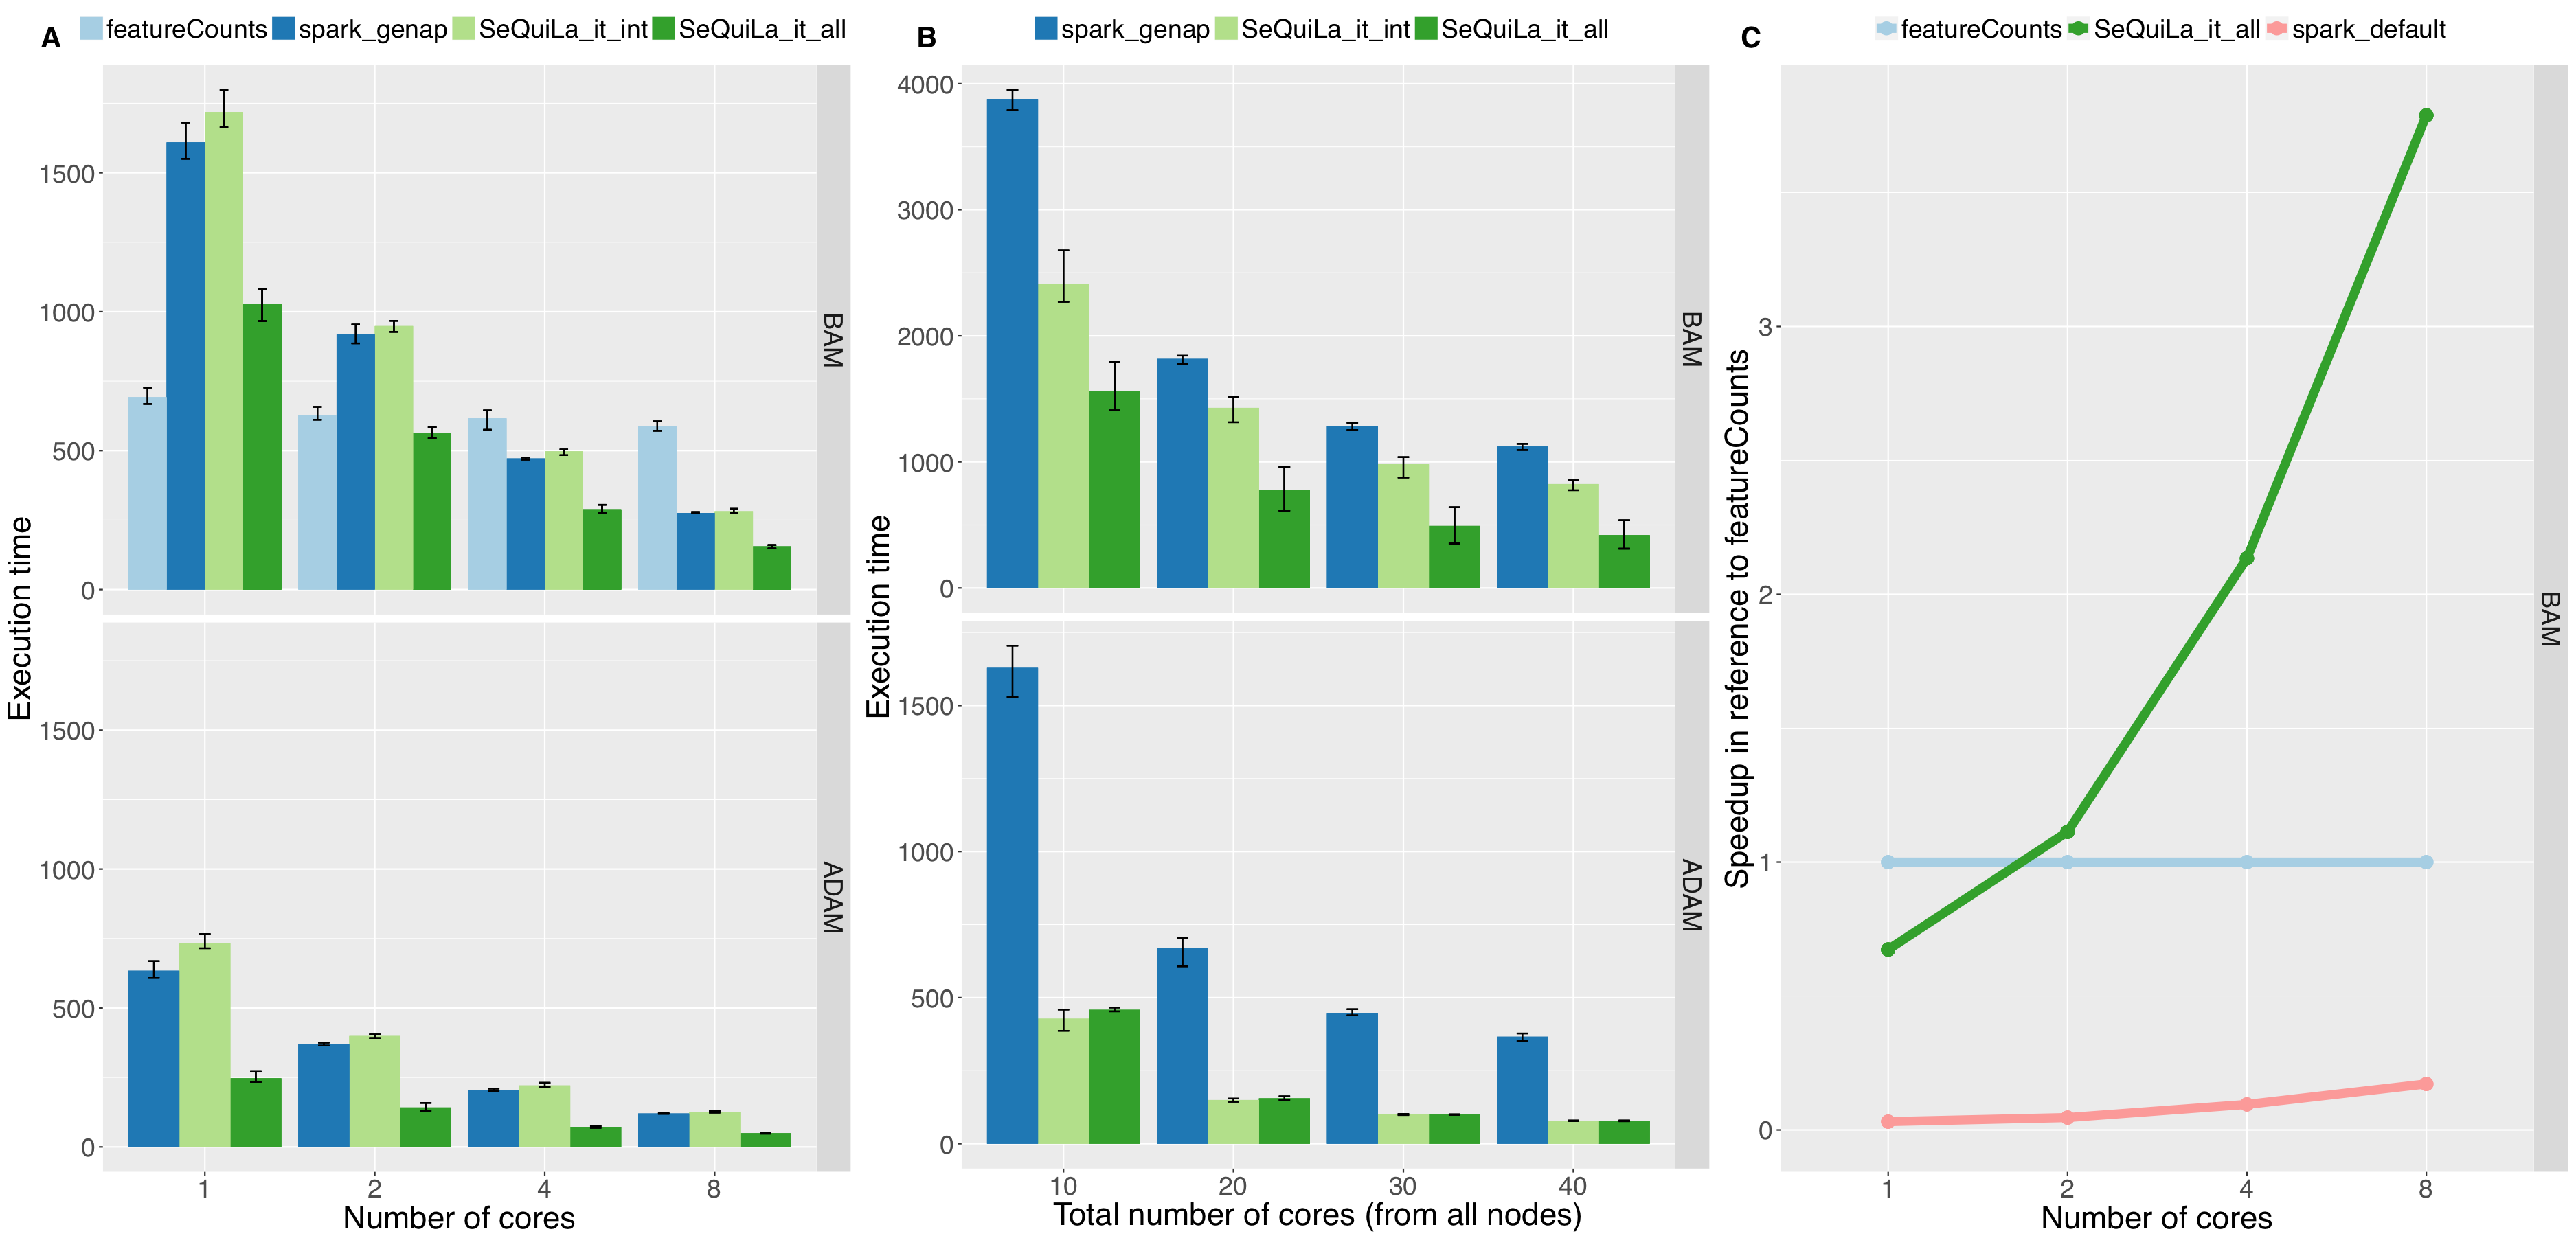 A featureCounts spark_genap SeQuiLa_it_int SeQuiLa_it_all
Execution time
1500
1000
500
0
BAM
1500
1000
500
0
ADAM
1 2 4 8
Number of cores
B spark_genap SeQuiLa_it_int SeQuiLa_it_all
Execution time
4000
3000
2000
1000
0
BAM
1500
1000
500
0
ADAM
10 20 30 40
Total number of cores (from all nodes)
C featureCounts SeQuiLa_it_all spark_default
Speedup in reference to featureCounts
3
2
1
0
BAM
1 2 4 8
Number of cores